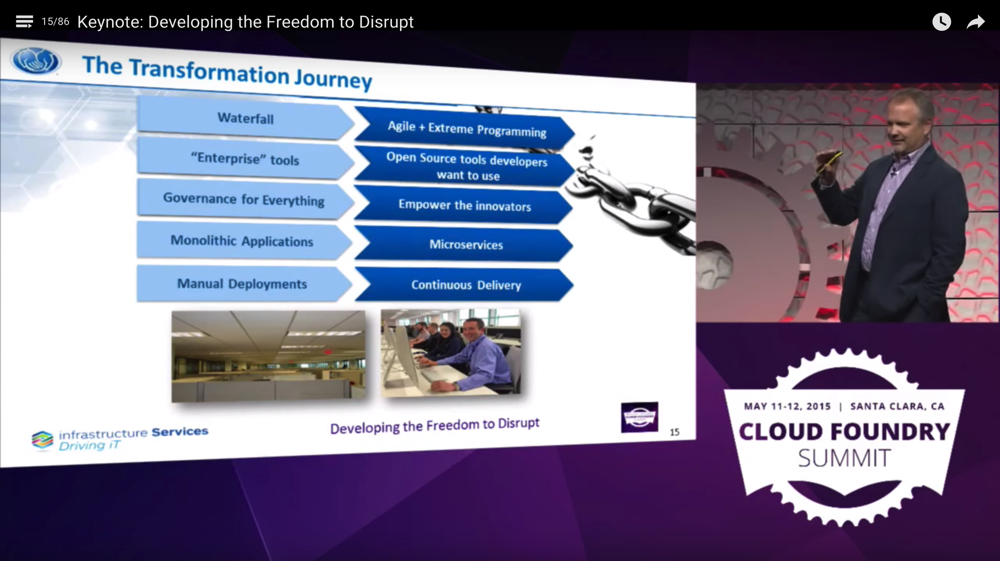 15/86 Keynote: Developing the Freedom to Disrupt
The Transformation Journey
Waterfall
Agile + Extreme Programming
“Enterprise” tools
Open Source tools developers
want to use
Governance for Everything
Empower the innovators
Monolithic Applications
Microservices
Manual Deployments
Continuous Delivery
infrastructure Services
Driving iT
Developing the Freedom to Disrupt
CLOUD FOUNDRY
15
MAY 11-12, 2015 | SANTA CLARA, CA
CLOUD FOUNDRY
SUMMIT